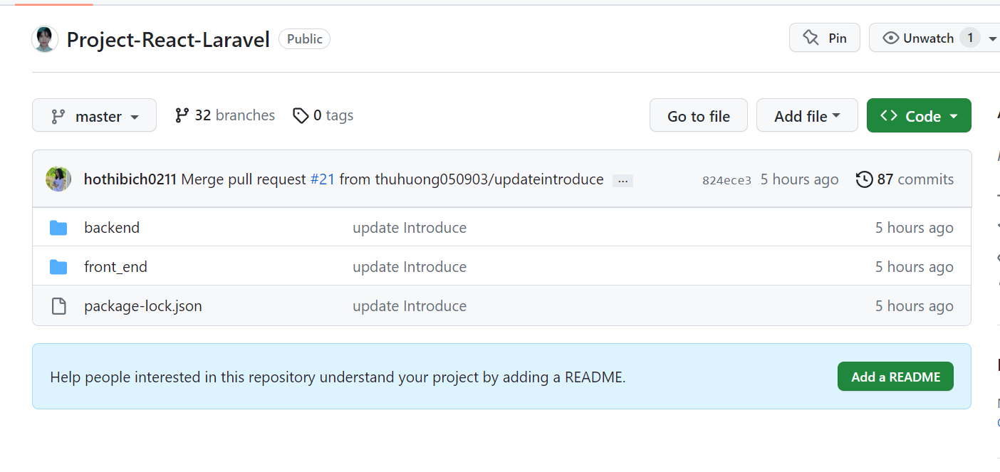 Project-React-Laravel Public Pin Unwatch 1
master 32 branches 0 tags Go to file Add file Code
hothibich0211 Merge pull request #21 from thuhuong050903/updateintroduce ... 824ece3 5 hours ago 87 commits
backend update Introduce 5 hours ago
front_end update Introduce 5 hours ago
package-lock.json update Introduce 5 hours ago
Help people interested in this repository understand your project by adding a README. Add a README